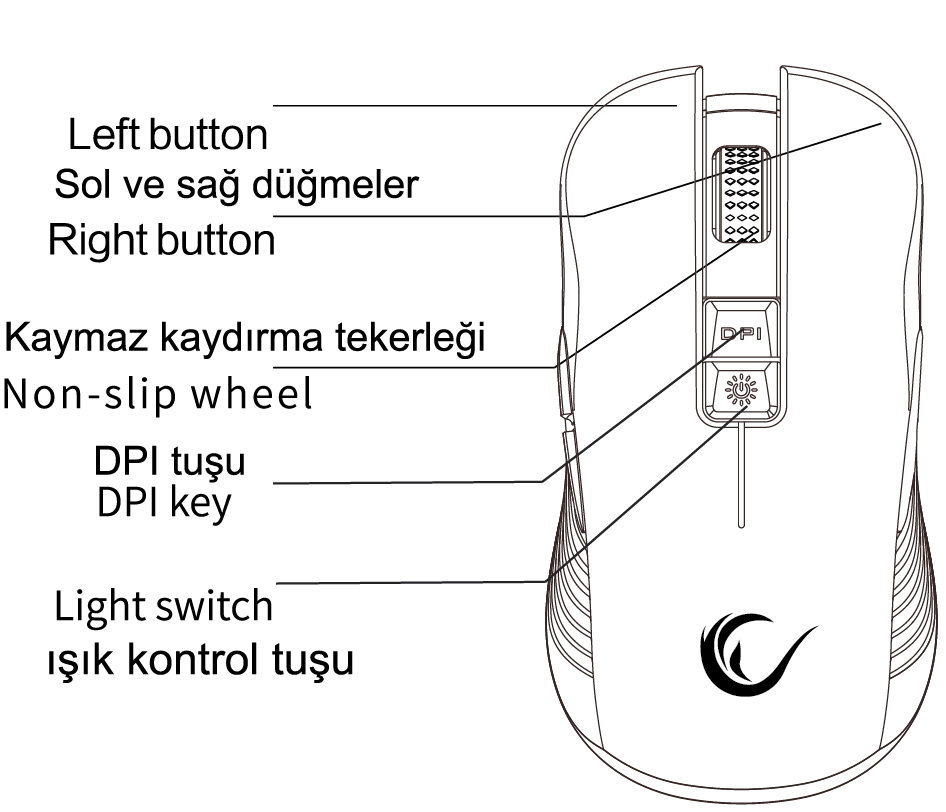 Left button
Sol ve sağ düğmeler
Right button
Kaymaz kaydırma tekerleği
Non-slip wheel
DPI
DPI tuşu
DPI key
Light switch
ışık kontrol tuşu